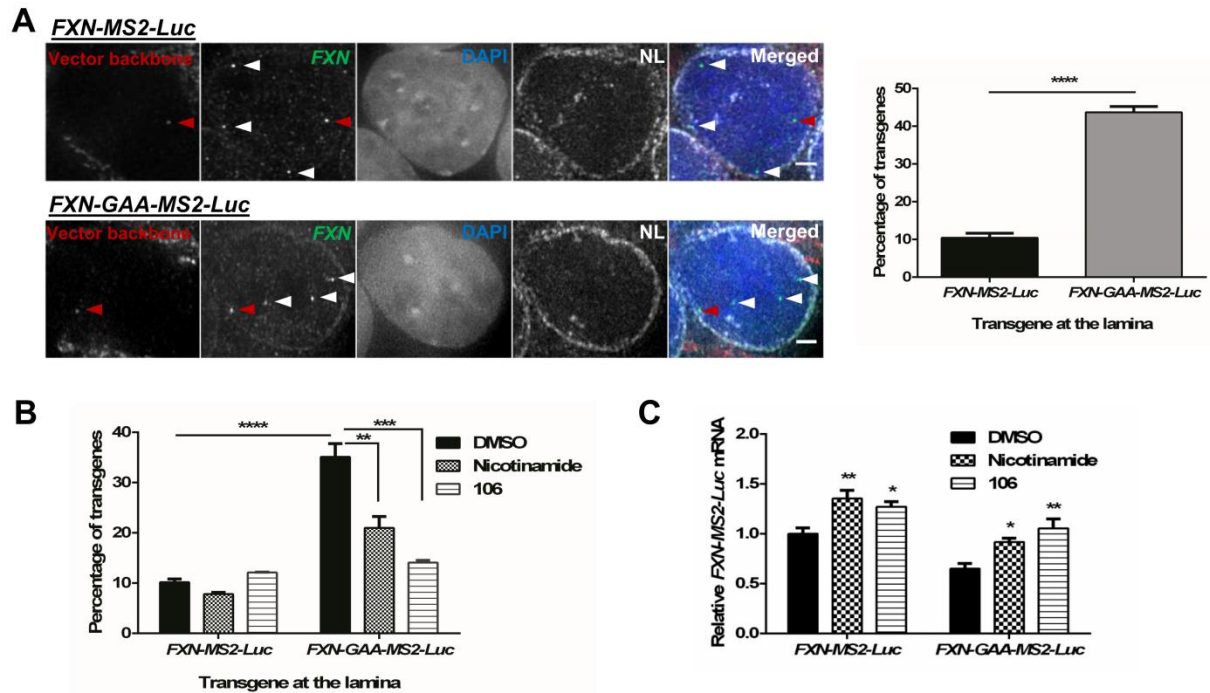 A
FXN-MS2-Luc
Vector backbone
FXN
DAPI
NL
Merged
FXN-GAA-MS2-Luc
Vector backbone
FXN
DAPI
NL
Merged
Percentage of transgenes
50
40
30
20
10
0
****
FXN-MS2-Luc
FXN-GAA-MS2-Luc
Transgene at the lamina
B
Percentage of transgenes
40
30
20
10
0
****
***
**
DMSO
Nicotinamide
106
FXN-MS2-Luc
FXN-GAA-MS2-Luc
Transgene at the lamina
C
Relative FXN-MS2-Luc mRNA
2.0
1.5
1.0
0.5
0.0
DMSO
Nicotinamide
106
**
*
*
**
FXN-MS2-Luc
FXN-GAA-MS2-Luc